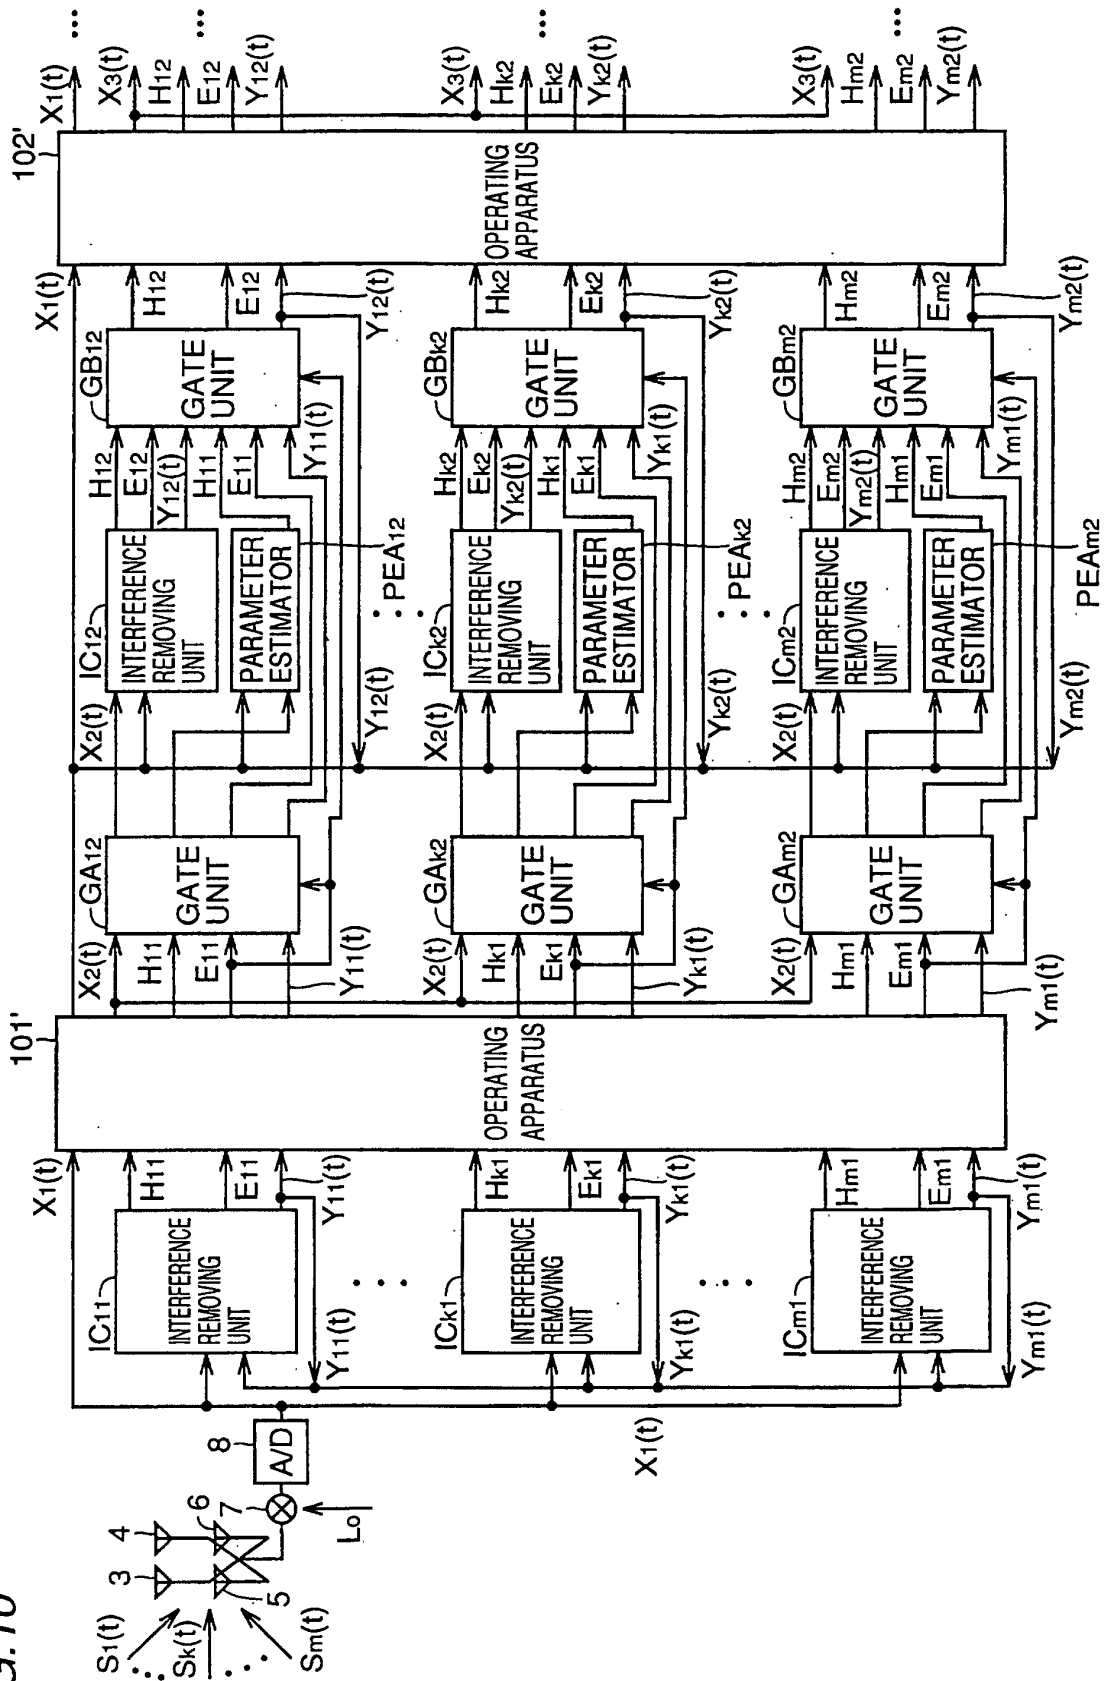 G.10
S1(t)
Sk(t)
Sm(t)
3
4
5
6
7
Lo
8
A/D
X1(t)
X1(t)
IC11
INTERFERENCE
REMOVING
UNIT
H11
E11
Y11(t)
Y11(t)
ICk1
INTERFERENCE
REMOVING
UNIT
Hk1
Ek1
Yk1(t)
Yk1(t)
ICm1
INTERFERENCE
REMOVING
UNIT
Hm1
Em1
Ym1(t)
Ym1(t)
101'
OPERATING
APPARATUS
X2(t)
H11
E11
Y11(t)
GA12
GATE
UNIT
X2(t)
Hk1
Ek1
Yk1(t)
GAk2
GATE
UNIT
X2(t)
Hm1
Em1
Ym1(t)
GAm2
GATE
UNIT
X2(t)
IC12
INTERFERENCE
REMOVING
UNIT
PARAMETER
ESTIMATOR
PEA12
Y12(t)
X2(t)
ICk2
INTERFERENCE
REMOVING
UNIT
PARAMETER
ESTIMATOR
PEAk2
Yk2(t)
X2(t)
ICm2
INTERFERENCE
REMOVING
UNIT
PARAMETER
ESTIMATOR
PEAm2
Ym2(t)
H12
E12
Y12(t)
H11
E11
Y11(t)
GB12
GATE
UNIT
Hk2
Ek2
Yk2(t)
Hk1
Ek1
Yk1(t)
GBk2
GATE
UNIT
Hm2
Em2
Ym2(t)
Hm1
Em1
Ym1(t)
GBm2
GATE
UNIT
X1(t)
H12
E12
Y12(t)
Hk2
Ek2
Yk2(t)
Hm2
Em2
Ym2(t)
102'
OPERATING
APPARATUS
X1(t)
X3(t)
H12
E12
Y12(t)
X3(t)
Hk2
Ek2
Yk2(t)
X3(t)
Hm2
Em2
Ym2(t)